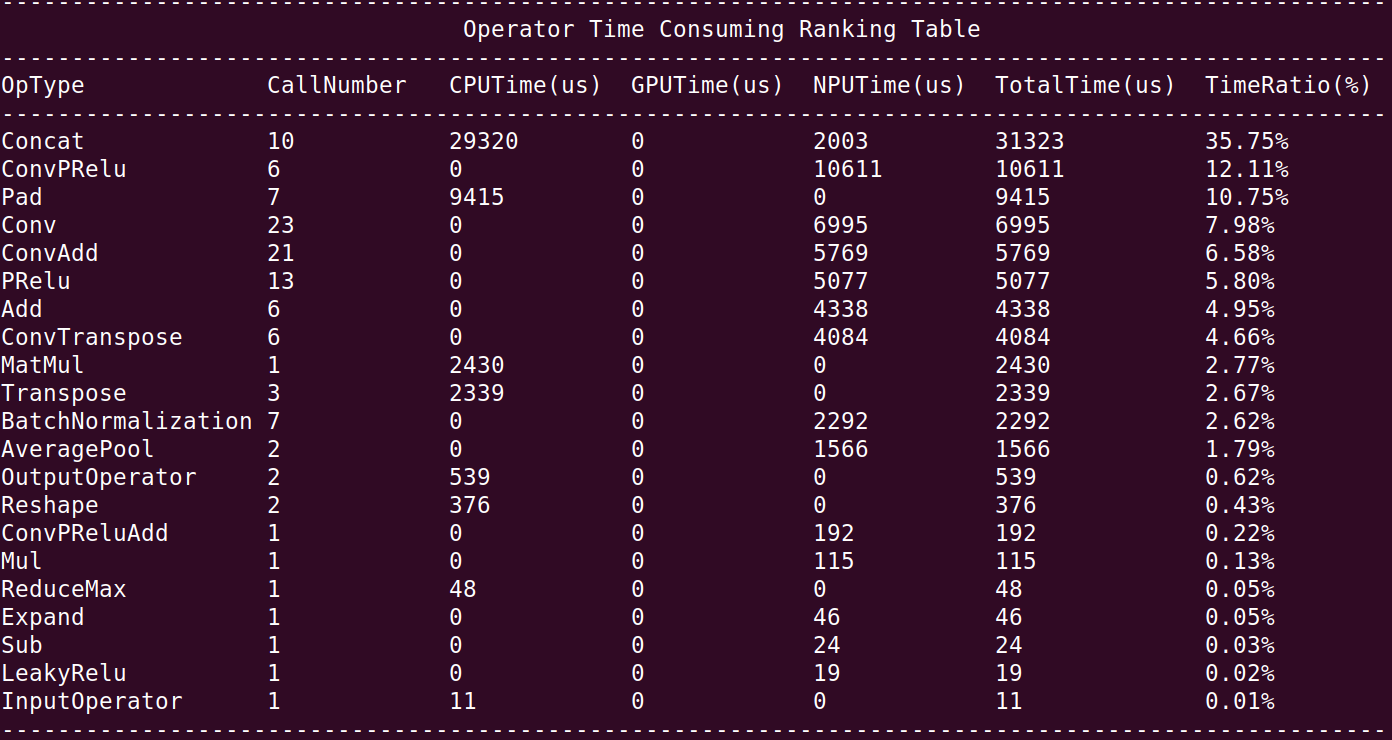 Operator Time Consuming Ranking Table
OpType CallNumber CPUTime(us) GPUTime(us) NPUTime(us) TotalTime(us) TimeRatio(%)
Concat 10 29320 0 2003 31323 35.75%
ConvPRelu 6 0 0 10611 10611 12.11%
Pad 7 9415 0 0 9415 10.75%
Conv 23 0 0 6995 6995 7.98%
ConvAdd 21 0 0 5769 5769 6.58%
PRelu 13 0 0 5077 5077 5.80%
Add 6 0 0 4338 4338 4.95%
ConvTranspose 6 0 0 4084 4084 4.66%
MatMul 1 2430 0 0 2430 2.77%
Transpose 3 2339 0 0 2339 2.67%
BatchNormalization 7 0 0 2292 2292 2.62%
AveragePool 2 0 0 1566 1566 1.79%
OutputOperator 2 539 0 0 539 0.62%
Reshape 2 376 0 0 376 0.43%
ConvPReluAdd 1 0 0 192 192 0.22%
Mul 1 0 0 115 115 0.13%
ReduceMax 1 48 0 0 48 0.05%
Expand 1 0 0 46 46 0.05%
Sub 1 0 0 24 24 0.03%
LeakyRelu 1 0 0 19 19 0.02%
InputOperator 1 11 0 0 11 0.01%